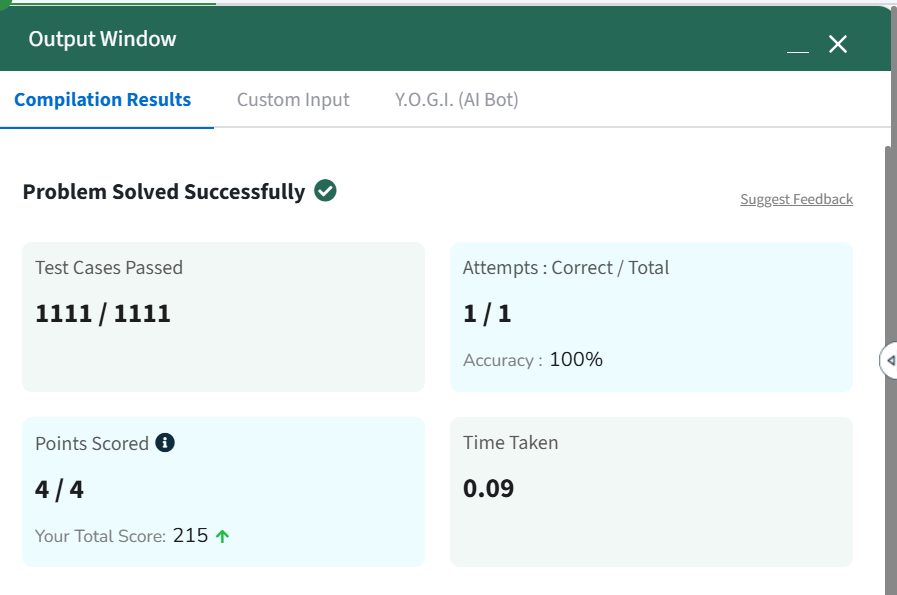 Output Window
Compilation Results Custom Input Y.O.G.I. (AI Bot)
Problem Solved Successfully
Suggest Feedback
Test Cases Passed
1111 / 1111
Attempts : Correct / Total
1 / 1
Accuracy : 100%
Points Scored
4 / 4
Your Total Score: 215
Time Taken
0.09